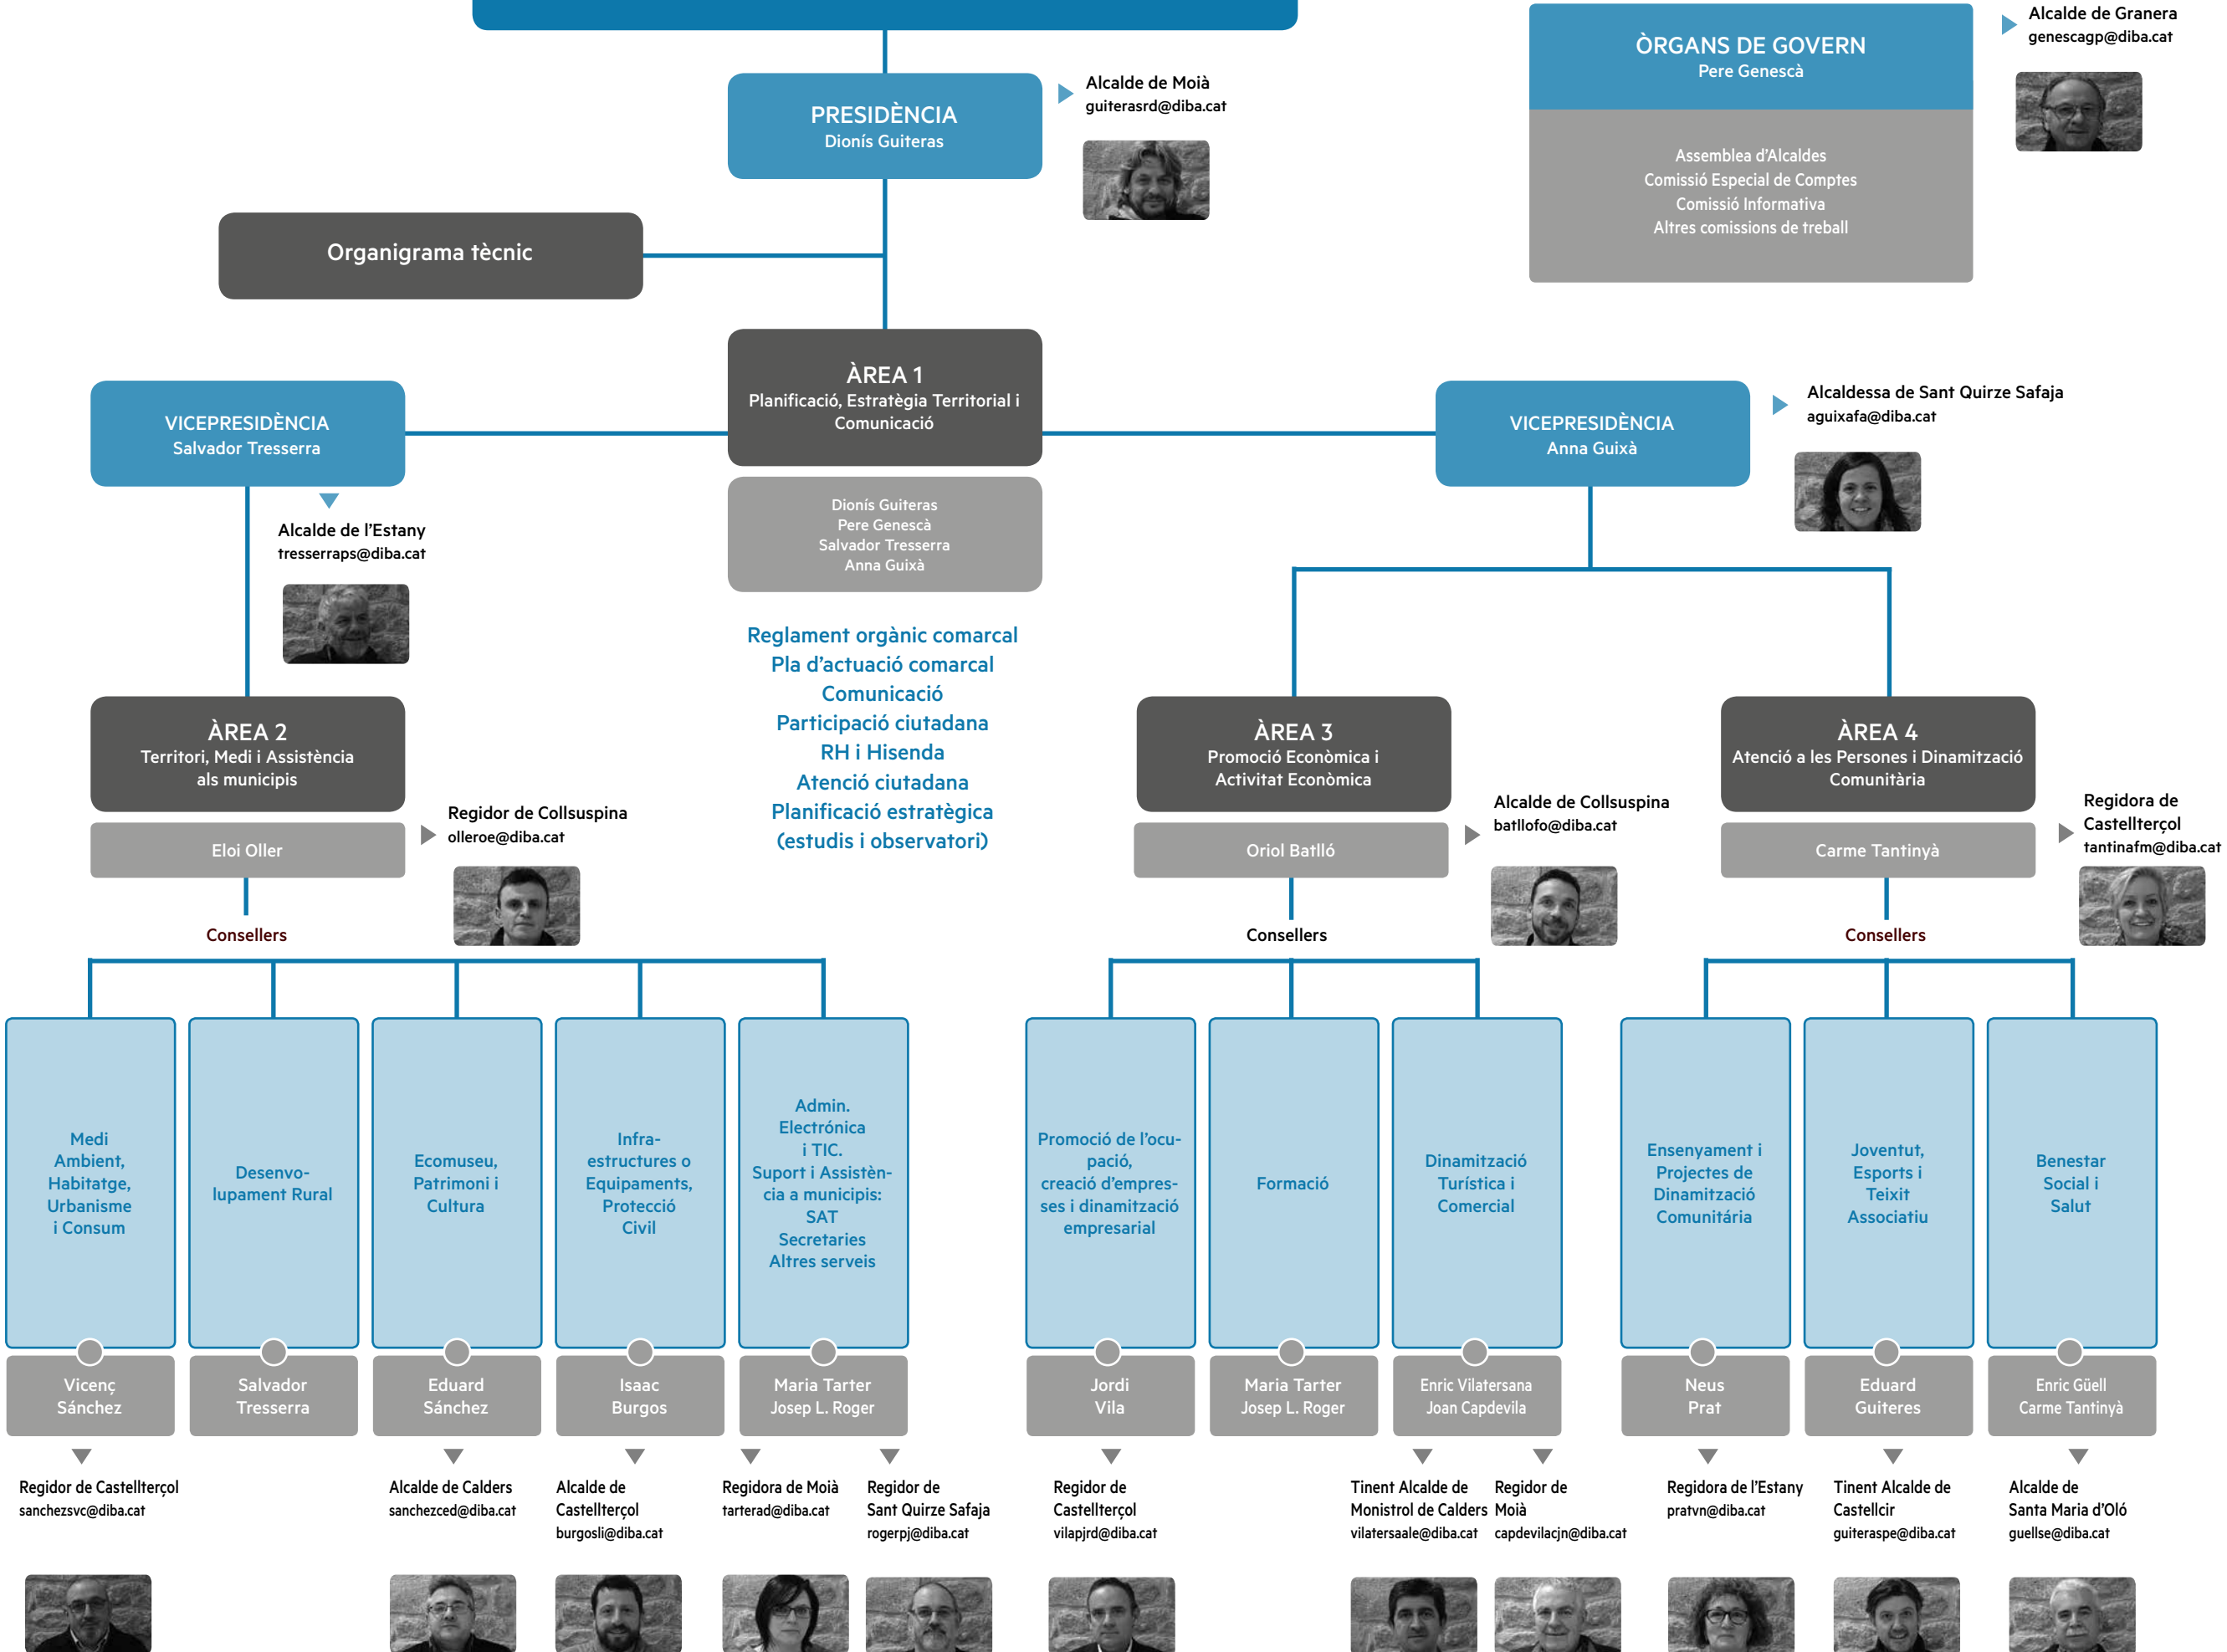 ÒRGANS DE GOVERN
Pere Genescà
Assemblea d'Alcaldes
Comissió Especial de Comptes
Comissió Informativa
Altres comissions de treball
Alcalde de Granera
genescagp@diba.cat
PRESIDÈNCIA
Dionís Guiteras
Alcalde de Moià
guiterasrd@diba.cat
Organigrama tècnic
ÀREA 1
Planificació, Estratègia Territorial i
Comunicació
Dionís Guiteras
Pere Genescà
Salvador Tresserra
Anna Guixà
Reglament orgànic comarcal
Pla d'actuació comarcal
Comunicació
Participació ciutadana
RH i Hisenda
Atenció ciutadana
Planificació estratègica
(estudis i observatori)
VICEPRESIDÈNCIA
Salvador Tresserra
Alcalde de l'Estany
tresserraps@diba.cat
VICEPRESIDÈNCIA
Anna Guixà
Alcaldessa de Sant Quirze Safaja
aguixafa@diba.cat
ÀREA 2
Territori, Medi i Assistència
als municipis
Eloi Oller
Regidor de Collsuspina
olleroe@diba.cat
Consellers
ÀREA 3
Promoció Econòmica i
Activitat Econòmica
Oriol Batlló
Alcalde de Collsuspina
batllofo@diba.cat
Consellers
ÀREA 4
Atenció a les Persones i Dinamització
Comunitària
Carme Tantinyà
Regidora de
Castellterçol
tantinafm@diba.cat
Consellers
Medi
Ambient,
Habitatge,
Urbanisme
i Consum
Vicenç
Sánchez
Regidor de Castellterçol
sanchezsvc@diba.cat
Desenvo-
lupament Rural
Salvador
Tresserra
Ecomuseu,
Patrimoni i
Cultura
Eduard
Sánchez
Alcalde de Calders
sanchezced@diba.cat
Infra-
estructures o
Equipaments,
Protecció
Civil
Isaac
Burgos
Alcalde de
Castellterçol
burgosli@diba.cat
Admin.
Electrónica
i TIC.
Suport i Assistèn-
cia a municipis:
SAT
Secretaries
Altres serveis
Maria Tarter
Josep L. Roger
Regidora de Moià
tarterad@diba.cat
Regidor de
Sant Quirze Safaja
rogerpj@diba.cat
Promoció de l'ocu-
pació,
creació d'empres-
ses i dinamització
empresarial
Jordi
Vila
Regidor de
Castellterçol
vilapjrd@diba.cat
Formació
Maria Tarter
Josep L. Roger
Dinamització
Turística i
Comercial
Enric Vilatersana
Joan Capdevila
Tinent Alcalde de
Monistrol de Calders
vilatersaale@diba.cat
Regidor de
Moià
capdevilacjn@diba.cat
Ensenyament i
Projectes de
Dinamització
Comunitária
Neus
Prat
Regidora de l'Estany
pratvn@diba.cat
Joventut,
Esports i
Teixit
Associatiu
Eduard
Guiteres
Tinent Alcalde de
Castellcir
guiteraspe@diba.cat
Benestar
Social i
Salut
Enric Güell
Carme Tantinyà
Alcalde de
Santa Maria d'Oló
guellse@diba.cat